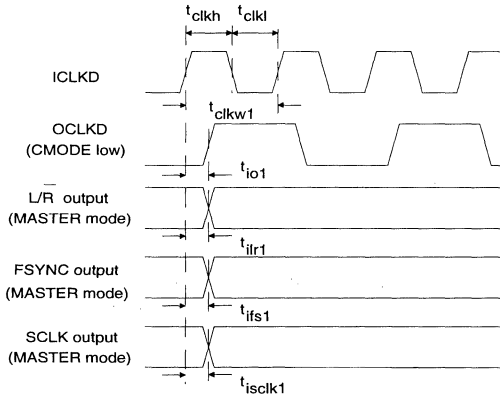 tclkh tclkl
ICLKD
tclkw1
OCLKD
(CMODE low)
tio1
L/R̅ output
(MASTER mode)
tilr1
FSYNC output
(MASTER mode)
tifs1
SCLK output
(MASTER mode)
tisclk1